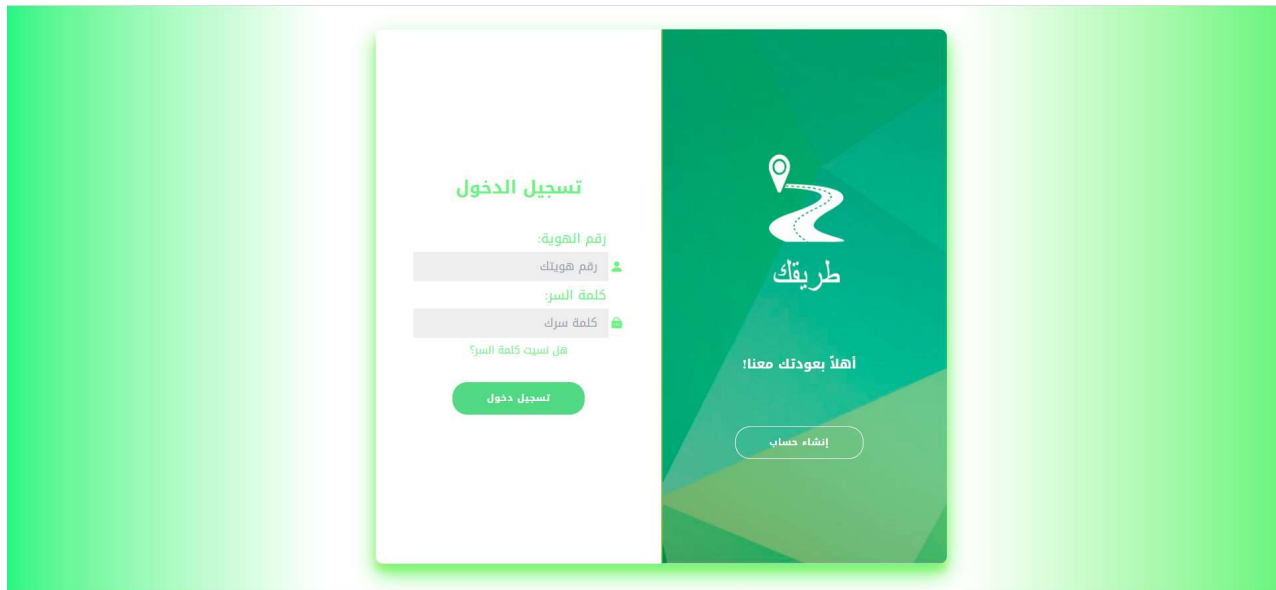 طريقك
أهلاً بعودتك معنا!
إنشاء حساب
تسجيل الدخول
رقم الهوية:
رقم هويتك
كلمة السر:
كلمة سرك
هل نسيت كلمة السر؟
تسجيل دخول